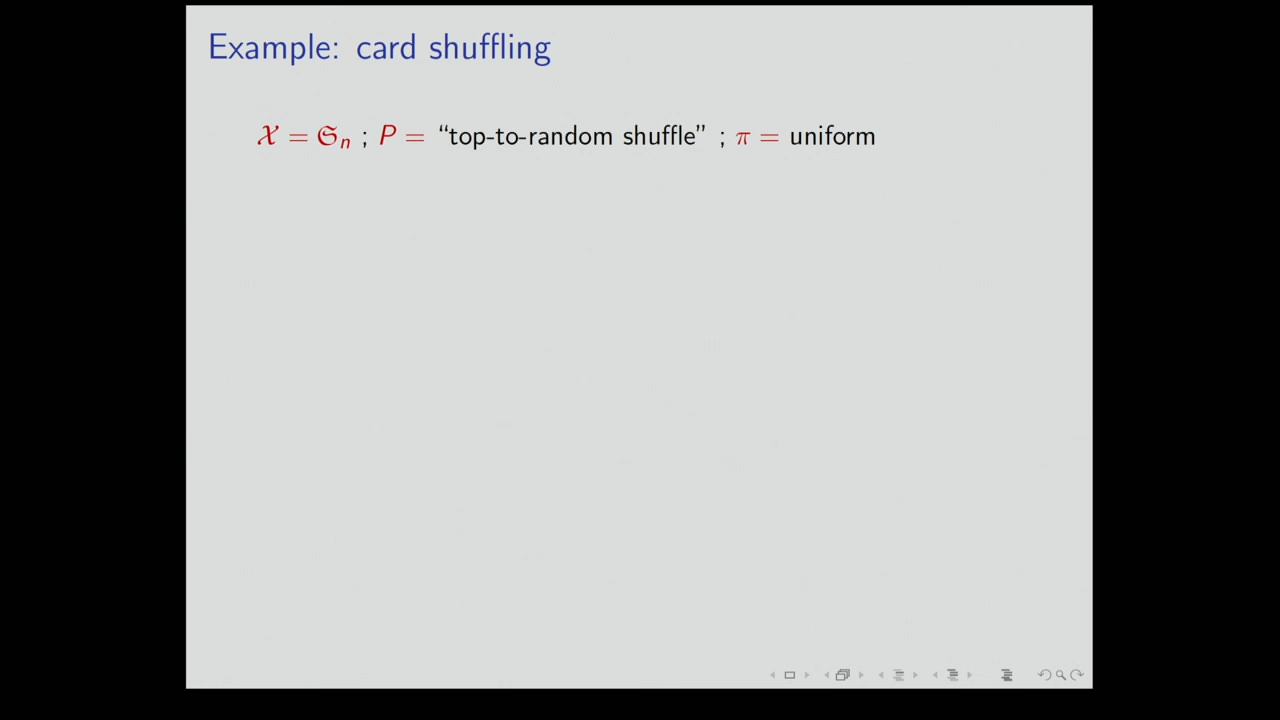 Example: card shuffling
𝒳 = 𝔖ₙ ; P = “top-to-random shuffle” ; π = uniform